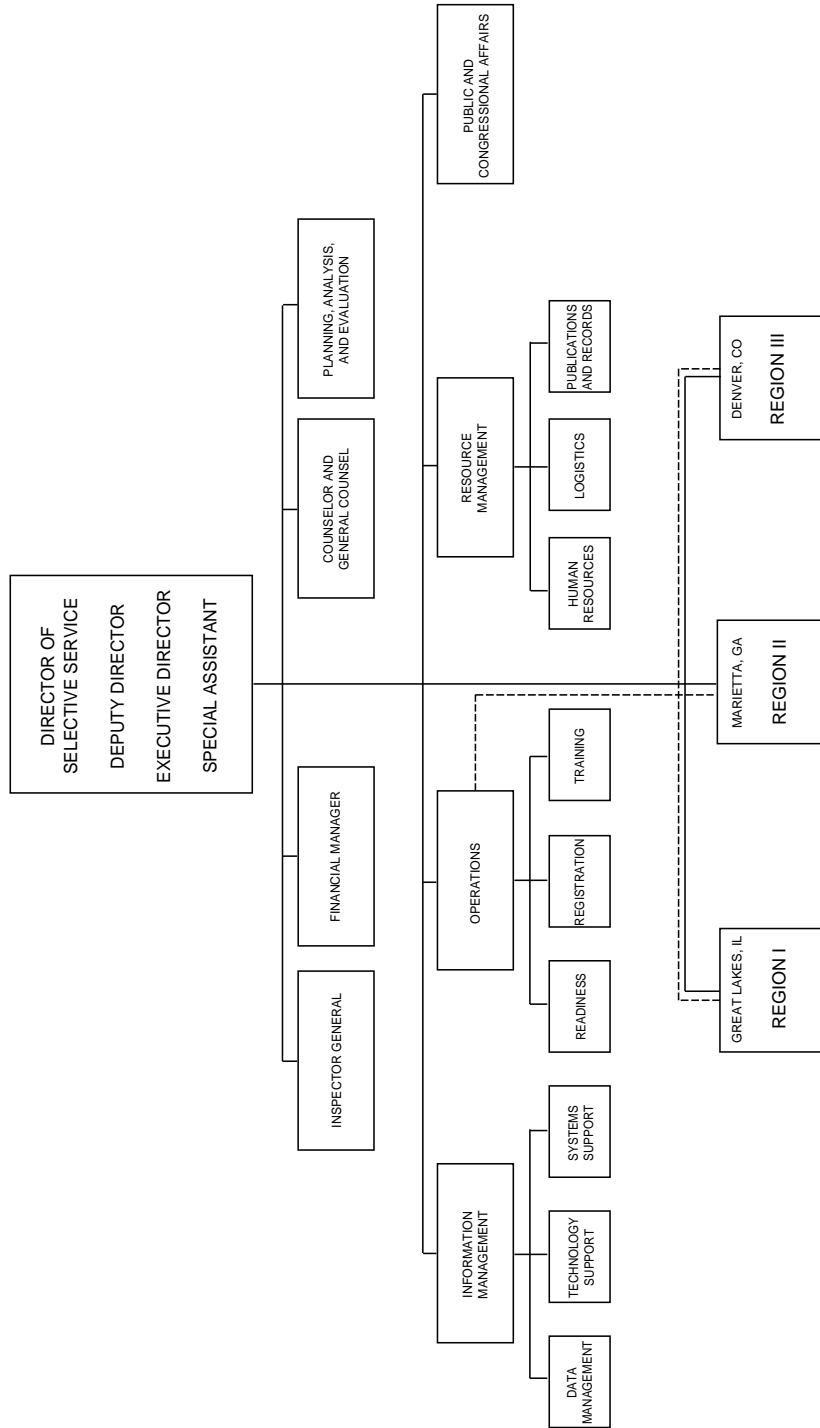 DIRECTOR OF
SELECTIVE SERVICE
DEPUTY DIRECTOR
EXECUTIVE DIRECTOR
SPECIAL ASSISTANT
INSPECTOR GENERAL
FINANCIAL MANAGER
COUNSELOR AND
GENERAL COUNSEL
PLANNING, ANALYSIS,
AND EVALUATION
INFORMATION
MANAGEMENT
OPERATIONS
RESOURCE
MANAGEMENT
PUBLIC AND
CONGRESSIONAL AFFAIRS
DATA
MANAGEMENT
TECHNOLOGY
SUPPORT
SYSTEMS
SUPPORT
READINESS
REGISTRATION
TRAINING
HUMAN
RESOURCES
LOGISTICS
PUBLICATIONS
AND RECORDS
GREAT LAKES, IL
REGION I
MARIETTA, GA
REGION II
DENVER, CO
REGION III